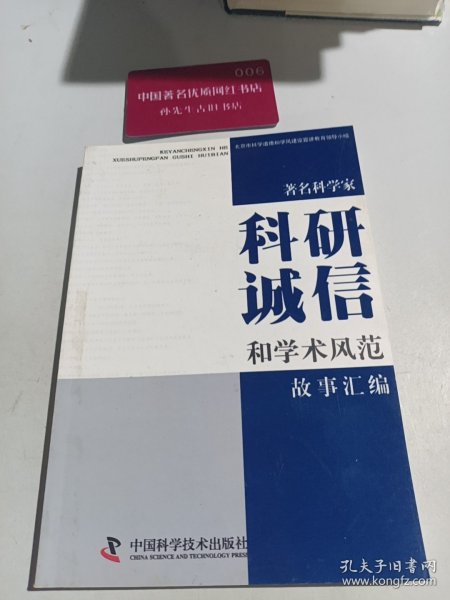 006
中国著名优质网红书店
孙先生古旧书店
KEYANCHENGXIN HE
XUESHUFENGFAN GUSHI HUIBIAN
北京市科学道德和学风建设宣讲教育领导小组
著名科学家
科研
诚信
和学术风范
故事汇编
中国科学技术出版社
CHINA SCIENCE AND TECHNOLOGY PRESS
孔夫子旧书网
www.kongfz.com